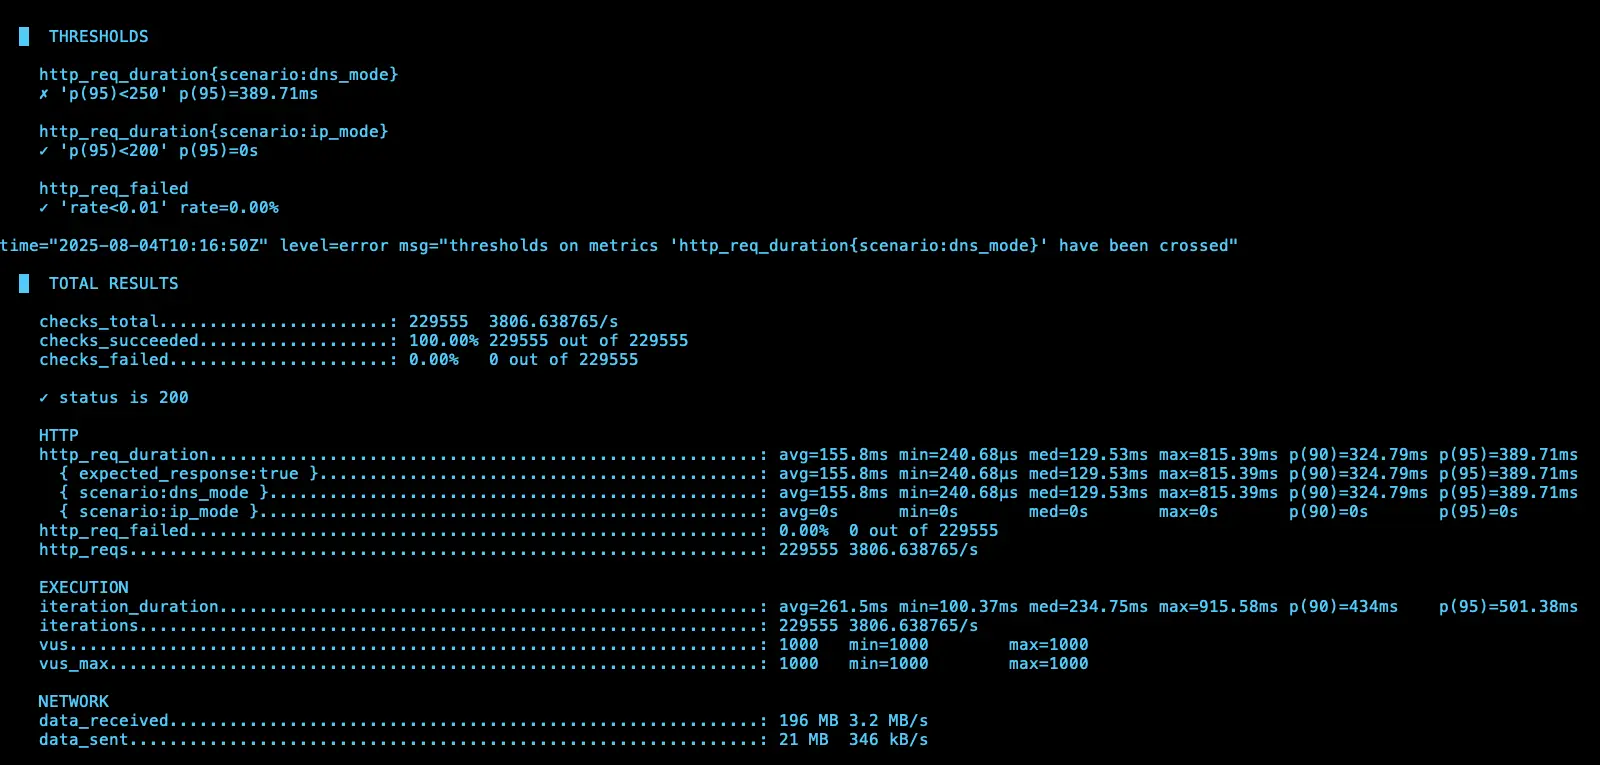 THRESHOLDS
http_req_duration{scenario:dns_mode}
✗ 'p(95)<250' p(95)=389.71ms
http_req_duration{scenario:ip_mode}
✓ 'p(95)<200' p(95)=0s
http_req_failed
✓ 'rate<0.01' rate=0.00%
time="2025-08-04T10:16:50Z" level=error msg="thresholds on metrics 'http_req_duration{scenario:dns_mode}' have been crossed"
TOTAL RESULTS
checks_total.......................: 229555  3806.638765/s
checks_succeeded...................: 100.00% 229555 out of 229555
checks_failed......................: 0.00%   0 out of 229555
✓ status is 200
HTTP
http_req_duration.......................................................: avg=155.8ms min=240.68µs med=129.53ms max=815.39ms p(90)=324.79ms p(95)=389.71ms
{ expected_response:true }............................................: avg=155.8ms min=240.68µs med=129.53ms max=815.39ms p(90)=324.79ms p(95)=389.71ms
{ scenario:dns_mode }.................................................: avg=155.8ms min=240.68µs med=129.53ms max=815.39ms p(90)=324.79ms p(95)=389.71ms
{ scenario:ip_mode }..................................................: avg=0s      min=0s       med=0s       max=0s       p(90)=0s       p(95)=0s
http_req_failed.........................................................: 0.00%  0 out of 229555
http_reqs...............................................................: 229555 3806.638765/s
EXECUTION
iteration_duration......................................................: avg=261.5ms min=100.37ms med=234.75ms max=915.58ms p(90)=434ms    p(95)=501.38ms
iterations..............................................................: 229555 3806.638765/s
vus.....................................................................: 1000   min=1000        max=1000
vus_max.................................................................: 1000   min=1000        max=1000
NETWORK
data_received...........................................................: 196 MB 3.2 MB/s
data_sent...............................................................: 21 MB  346 kB/s